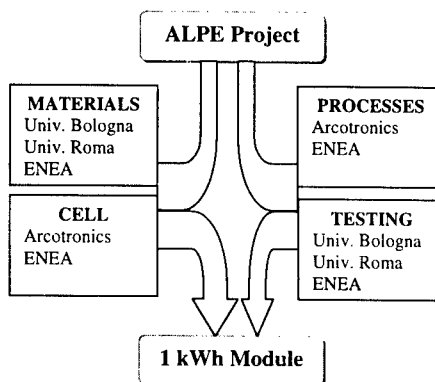 ALPE Project
MATERIALS
Univ. Bologna
Univ. Roma
ENEA
PROCESSES
Arcotronics
ENEA
CELL
Arcotronics
ENEA
TESTING
Univ. Bologna
Univ. Roma
ENEA
1 kWh Module